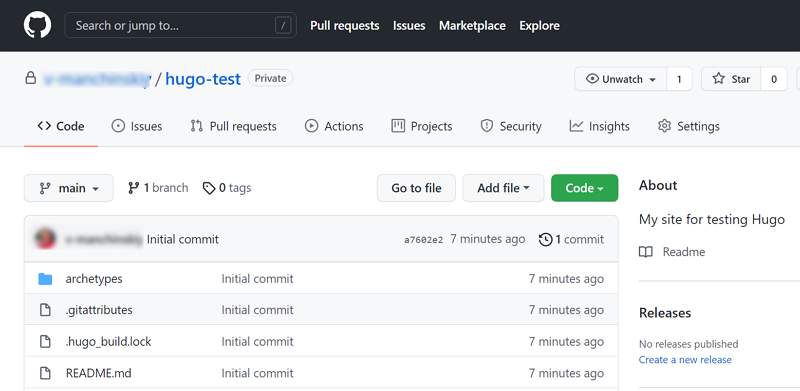 Search or jump to... / Pull requests Issues Marketplace Explore
/ hugo-test Private Unwatch 1 Star 0
Code Issues Pull requests Actions Projects Security Insights Settings
main 1 branch 0 tags Go to file Add file Code
About
My site for testing Hugo
Initial commit a7602e2 7 minutes ago 1 commit
Readme
archetypes Initial commit 7 minutes ago
.gitattributes Initial commit 7 minutes ago
Releases
.hugo_build.lock Initial commit 7 minutes ago
No releases published
Create a new release
README.md Initial commit 7 minutes ago